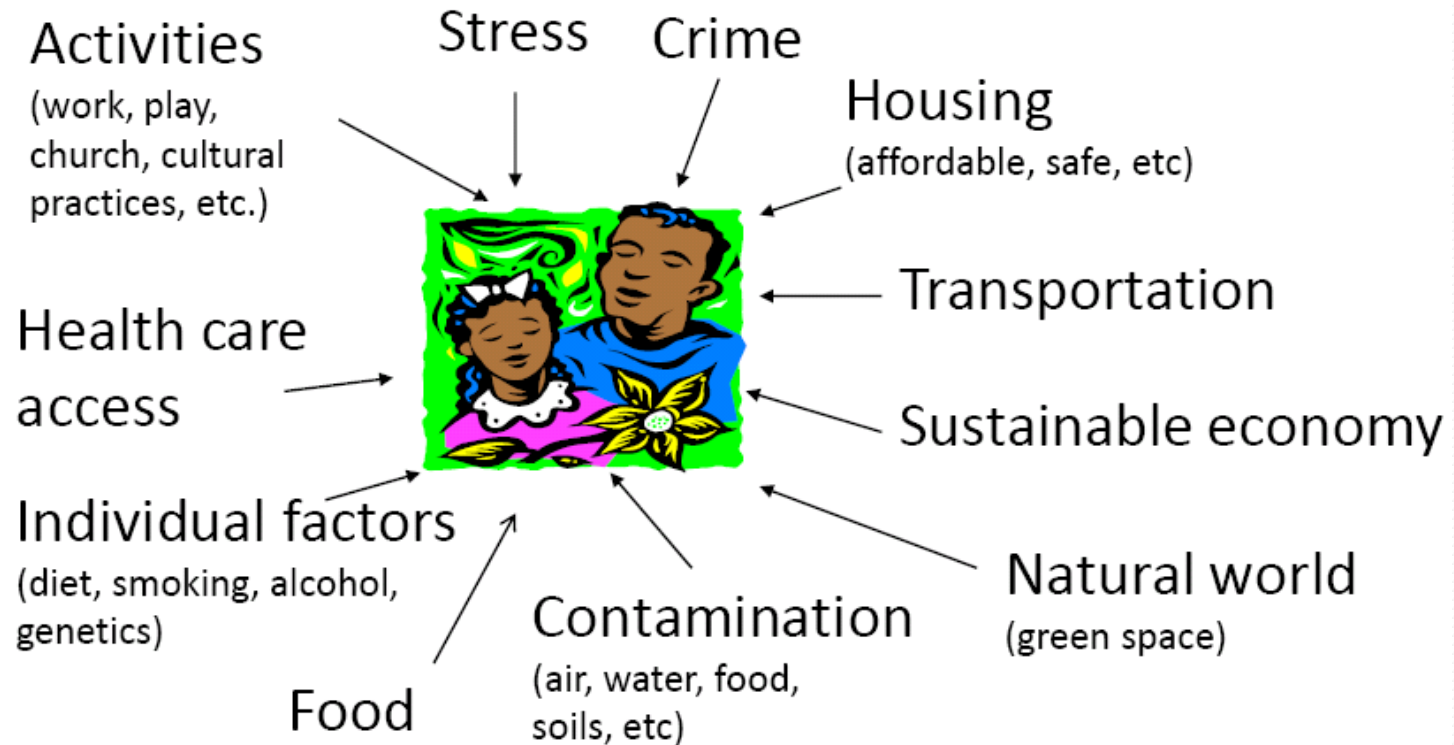 Activities
(work, play,
church, cultural
practices, etc.)
Stress
Crime
Housing
(affordable, safe, etc)
Transportation
Sustainable economy
Natural world
(green space)
Contamination
(air, water, food,
soils, etc)
Food
Individual factors
(diet, smoking, alcohol,
genetics)
Health care
access